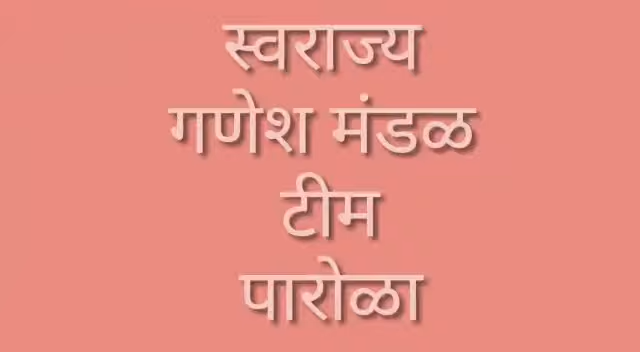 स्वराज्य
गणेश मंडळ
टीम
पारोळा